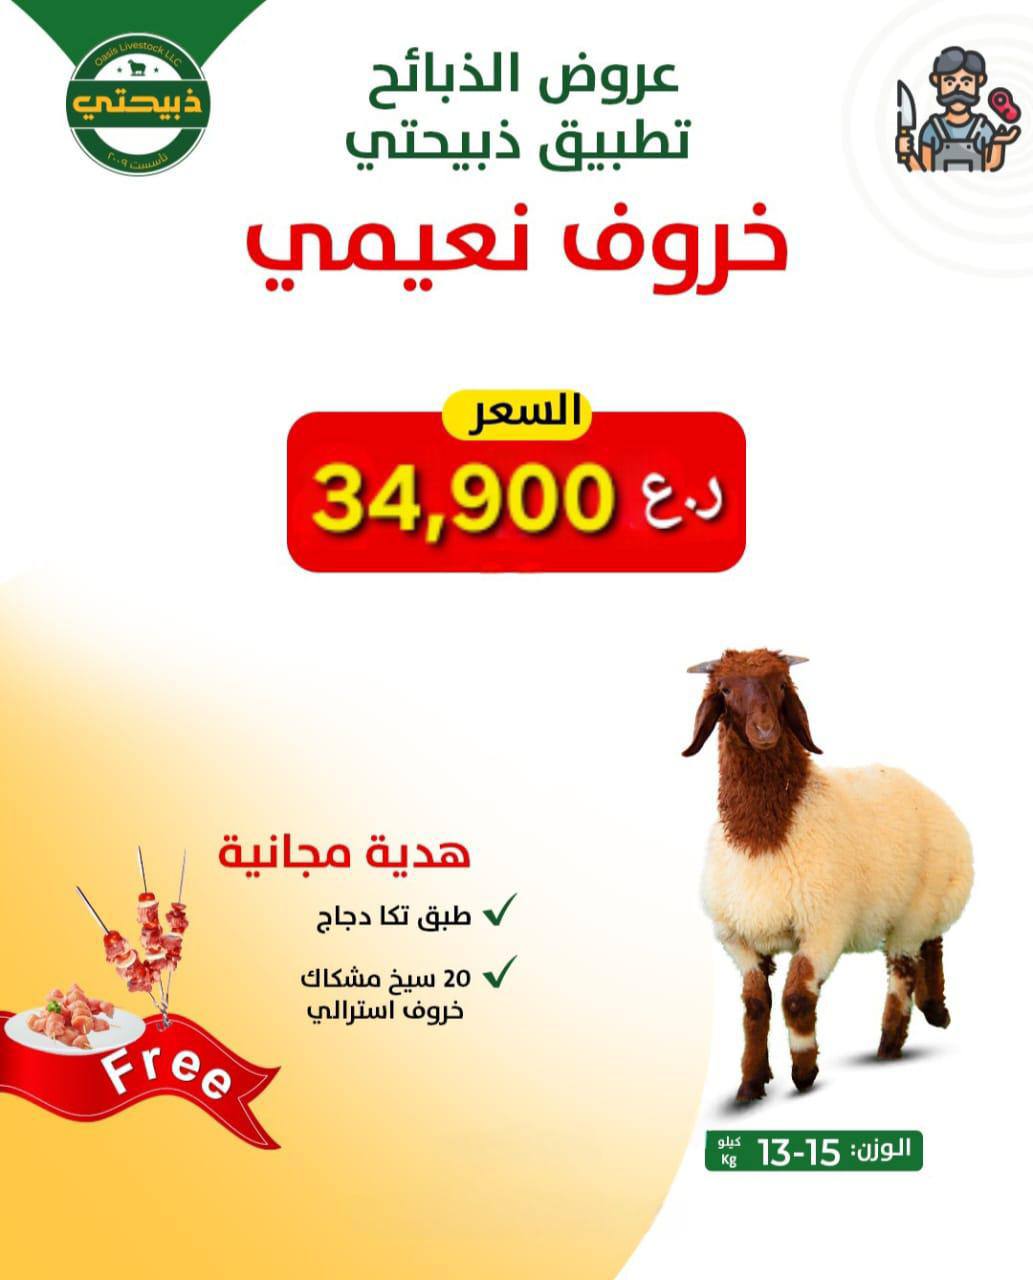 Oasis Livestock LLC
ذبيحتي
تأسست ٢٠٠٩
عروض الذبائح
تطبيق ذبيحتي
خروف نعيمي
السعر
34,900 ر.ع
هدية مجانية
طبق تكا دجاج
20 سيخ مشكاك
خروف استرالي
Free
الوزن: 13-15 كيلو
Kg